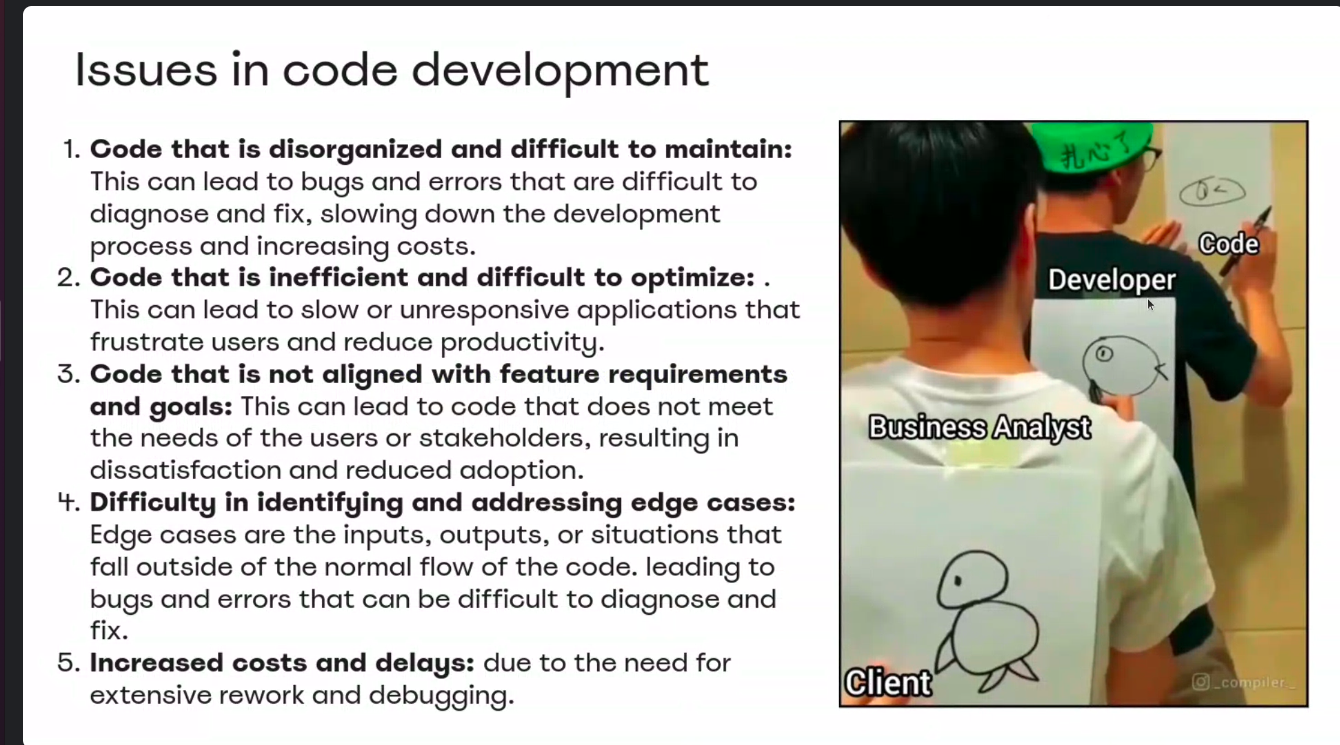 Issues in code development
1. Code that is disorganized and difficult to maintain:
This can lead to bugs and errors that are difficult to
diagnose and fix, slowing down the development
process and increasing costs.
2. Code that is inefficient and difficult to optimize: .
This can lead to slow or unresponsive applications that
frustrate users and reduce productivity.
3. Code that is not aligned with feature requirements
and goals: This can lead to code that does not meet
the needs of the users or stakeholders, resulting in
dissatisfaction and reduced adoption.
4. Difficulty in identifying and addressing edge cases:
Edge cases are the inputs, outputs, or situations that
fall outside of the normal flow of the code. leading to
bugs and errors that can be difficult to diagnose and
fix.
5. Increased costs and delays: due to the need for
extensive rework and debugging.
扎心了
Code
Developer
Business Analyst
Client
_compiler_